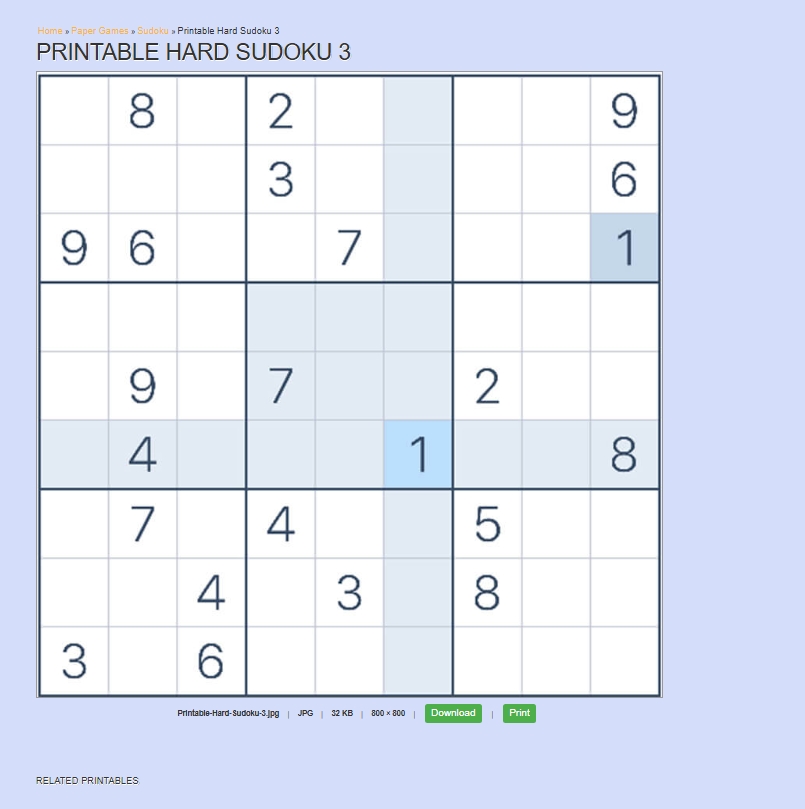 Home » Paper Games » Sudoku » Printable Hard Sudoku 3
PRINTABLE HARD SUDOKU 3
8 2 9
3 6
9 6 7 1
9 7 2
4 1 8
7 4 5
4 3 8
3 6
Printable-Hard-Sudoku-3.jpg | JPG | 32 KB | 800 × 800 | Download | Print
RELATED PRINTABLES